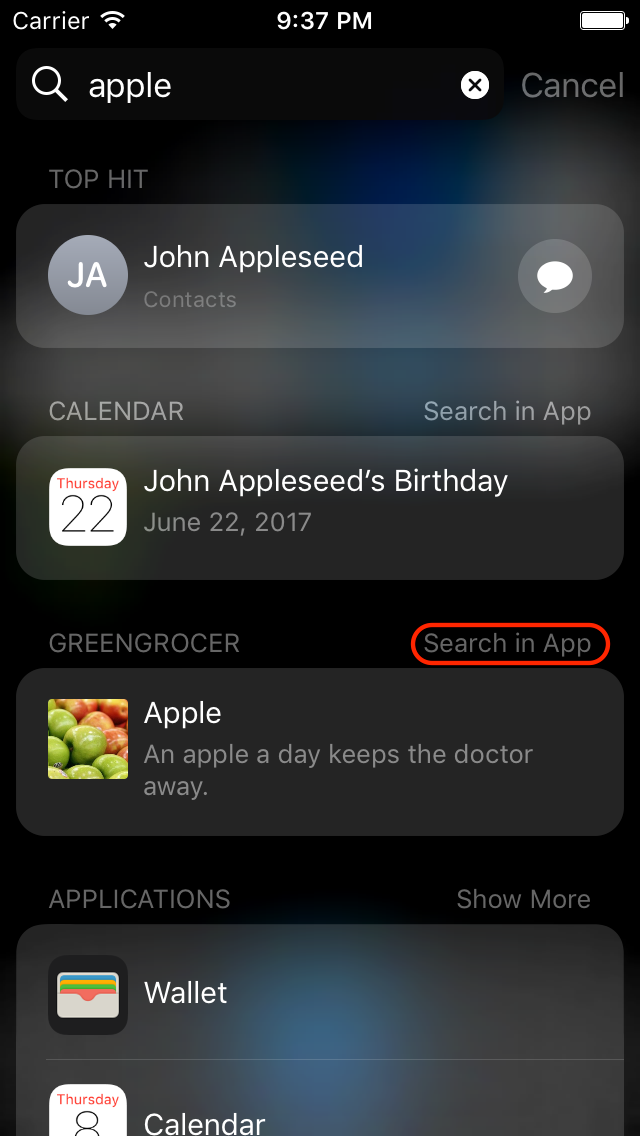 Carrier 9:37 PM
apple Cancel
TOP HIT
JA John Appleseed
Contacts
CALENDAR Search in App
Thursday
22
John Appleseed’s Birthday
June 22, 2017
GREENGROCER Search in App
Apple
An apple a day keeps the doctor
away.
APPLICATIONS Show More
Wallet
Thursday
8
Calendar